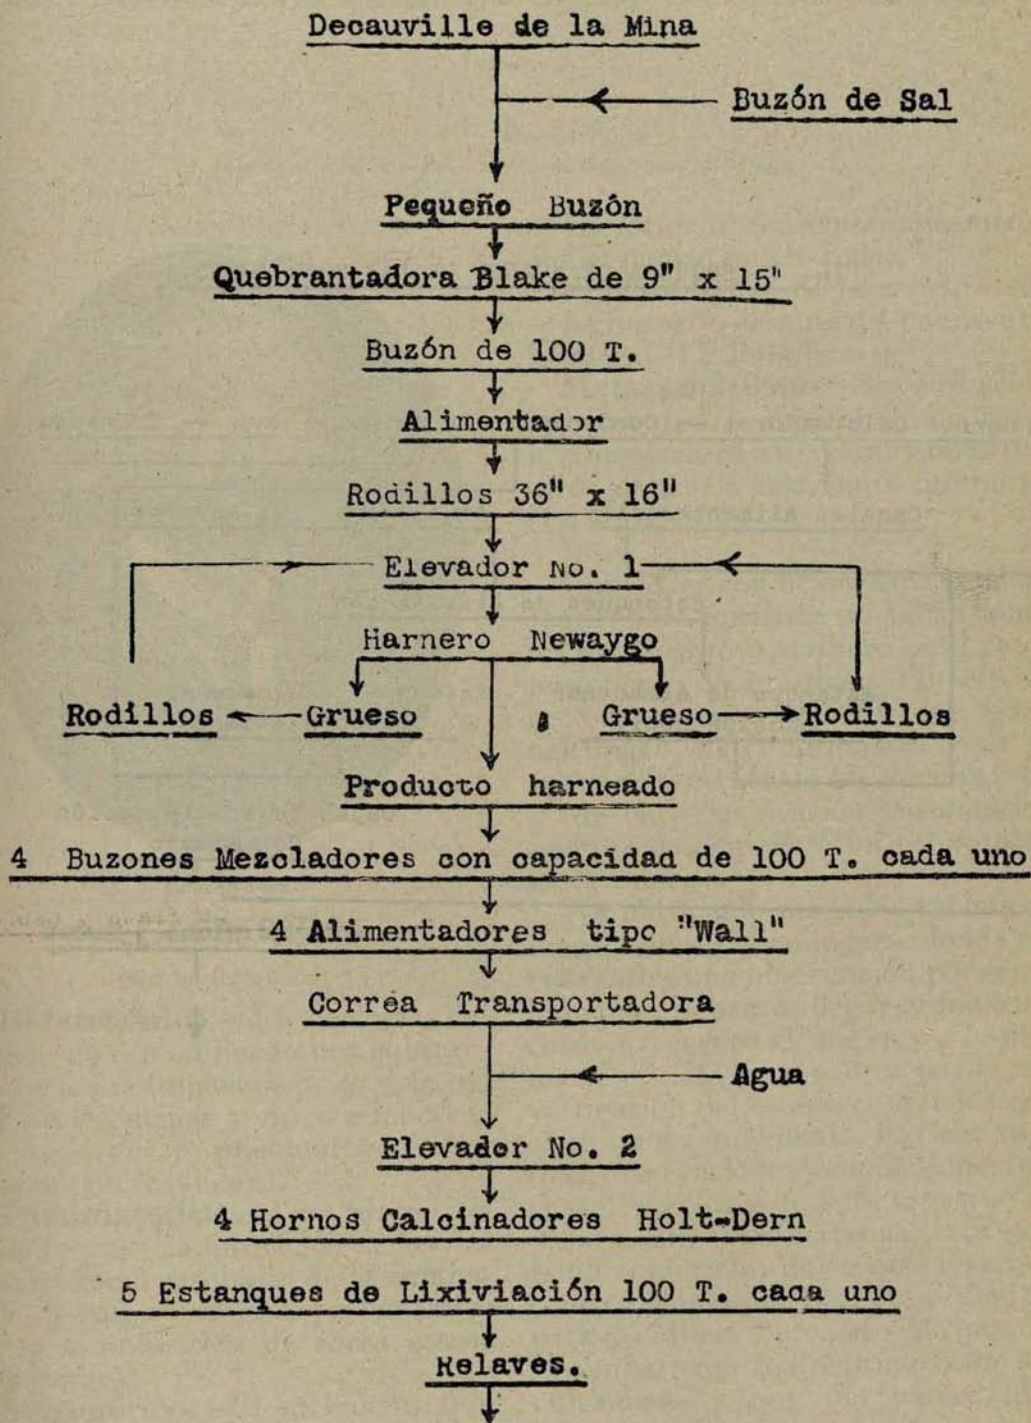 Decauville de la Mina
Buzón de Sal
Pequeño Buzón
Quebrantadora Blake de 9" x 15"
Buzón de 100 T.
Alimentador
Rodillos 36" x 16"
Elevador No. 1
Harnero Newaygo
Rodillos Grueso Grueso Rodillos
Producto harneado
4 Buzones Mezcladores con capacidad de 100 T. cada uno
4 Alimentadores tipo "Wall"
Correa Transportadora
Agua
Elevador No. 2
4 Hornos Calcinadores Holt-Dern
5 Estanques de Lixiviación 100 T. cada uno
Relaves.